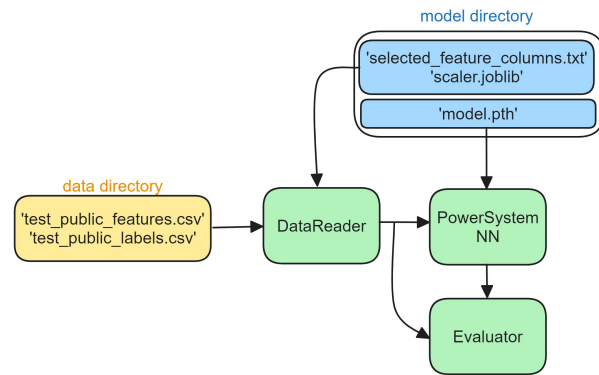 model directory
'selected_feature_columns.txt'
'scaler.joblib'
'model.pth'
data directory
'test_public_features.csv'
'test_public_labels.csv'
DataReader
PowerSystem
NN
Evaluator